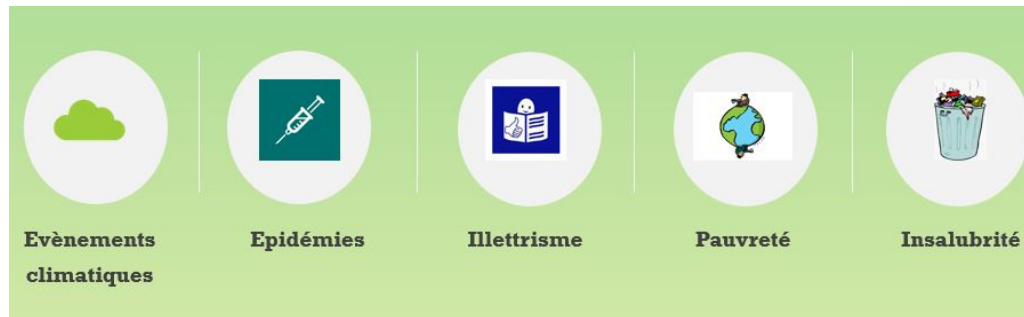 Evènements
climatiques
Epidémies
Illettrisme
Pauvreté
Insalubrité